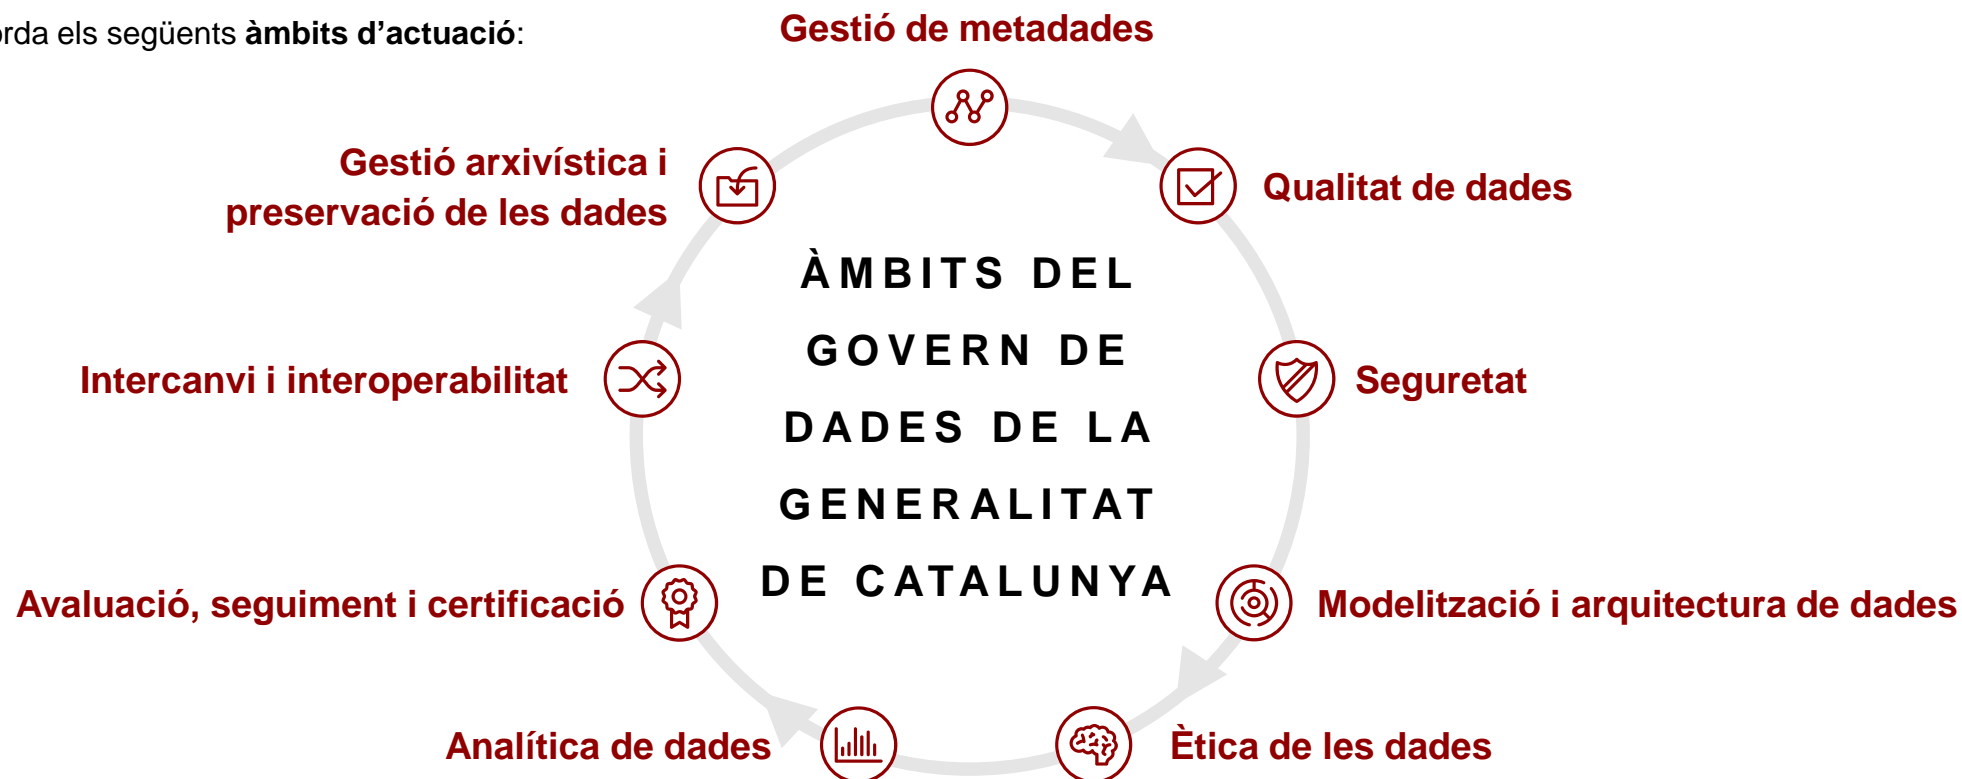 els següents àmbits d’actuació:
Gestió de metadades
Qualitat de dades
Seguretat
Modelització i arquitectura de dades
Ètica de les dades
Analítica de dades
Avaluació, seguiment i certificació
Intercanvi i interoperabilitat
Gestió arxivística i
preservació de les dades
ÀMBITS DEL
GOVERN DE
DADES DE LA
GENERALITAT
DE CATALUNYA